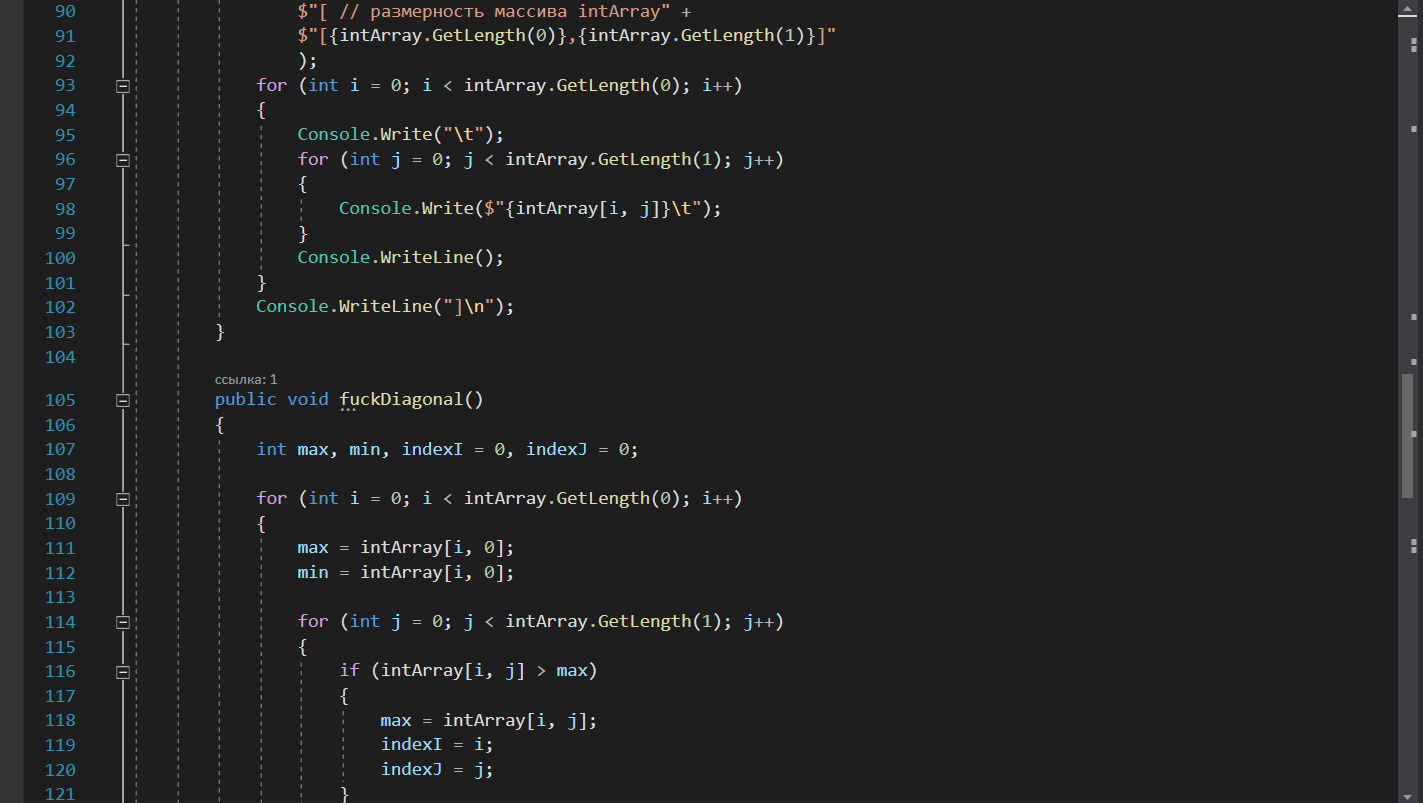 90 $"[ // размерность массива intArray" +
91 $"[{intArray.GetLength(0)},{intArray.GetLength(1)}]"
92 );
93 for (int i = 0; i < intArray.GetLength(0); i++)
94 {
95 Console.Write("\t");
96 for (int j = 0; j < intArray.GetLength(1); j++)
97 {
98 Console.Write($"{intArray[i, j]}\t");
99 }
100 Console.WriteLine();
101 }
102 Console.WriteLine("]\n");
103 }
104
ссылка: 1
105 public void fuckDiagonal()
106 {
107 int max, min, indexI = 0, indexJ = 0;
108
109 for (int i = 0; i < intArray.GetLength(0); i++)
110 {
111 max = intArray[i, 0];
112 min = intArray[i, 0];
113
114 for (int j = 0; j < intArray.GetLength(1); j++)
115 {
116 if (intArray[i, j] > max)
117 {
118 max = intArray[i, j];
119 indexI = i;
120 indexJ = j;
121 }